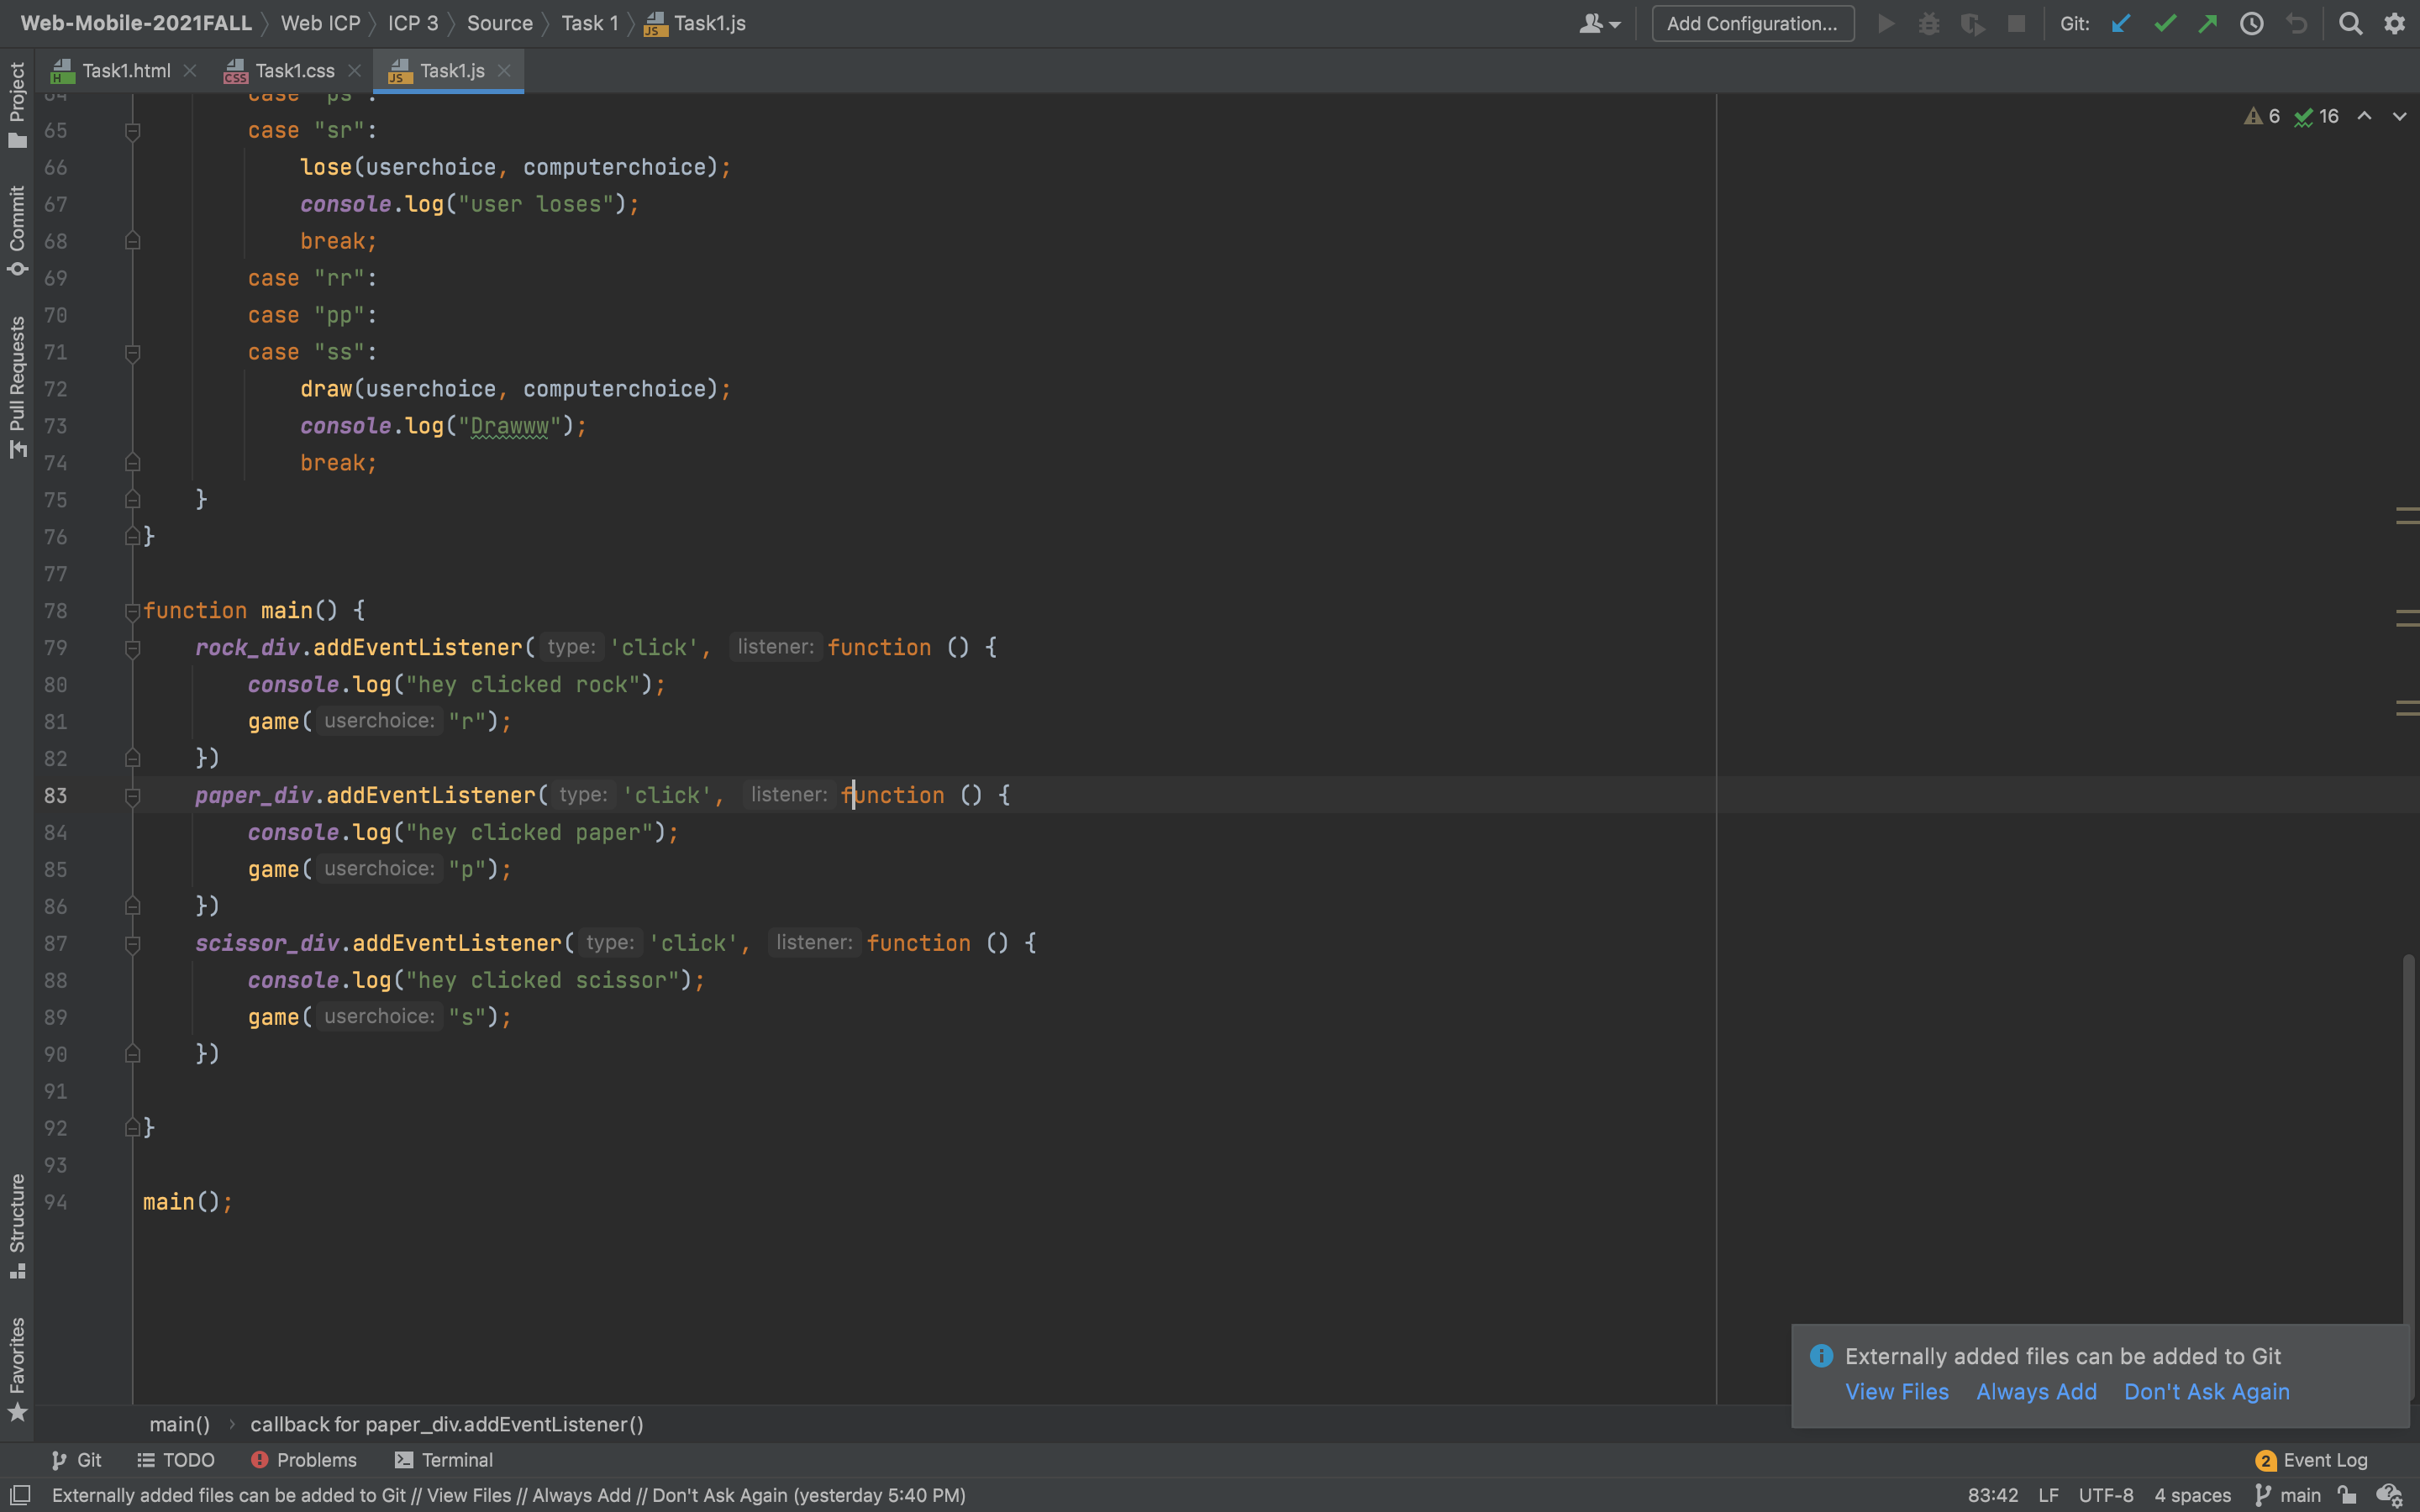 Web-Mobile-2021FALL Web ICP ICP 3 Source Task 1 Task1.js
Add Configuration... Git:
Task1.html Task1.css Task1.js
6 16
Project
Commit
Pull Requests
Structure
Favorites
64 case "ps":
65 case "sr":
66 lose(userchoice, computerchoice);
67 console.log("user loses");
68 break;
69 case "rr":
70 case "pp":
71 case "ss":
72 draw(userchoice, computerchoice);
73 console.log("Drawww");
74 break;
75 }
76 }
77
78 function main() {
79 rock_div.addEventListener( type: 'click', listener: function () {
80 console.log("hey clicked rock");
81 game( userchoice: "r");
82 })
83 paper_div.addEventListener( type: 'click', listener: function () {
84 console.log("hey clicked paper");
85 game( userchoice: "p");
86 })
87 scissor_div.addEventListener( type: 'click', listener: function () {
88 console.log("hey clicked scissor");
89 game( userchoice: "s");
90 })
91
92 }
93
94 main();
Externally added files can be added to Git
View Files Always Add Don't Ask Again
main() › callback for paper_div.addEventListener()
Git TODO Problems Terminal 2 Event Log
Externally added files can be added to Git // View Files // Always Add // Don't Ask Again (yesterday 5:40 PM) 83:42 LF UTF-8 4 spaces main